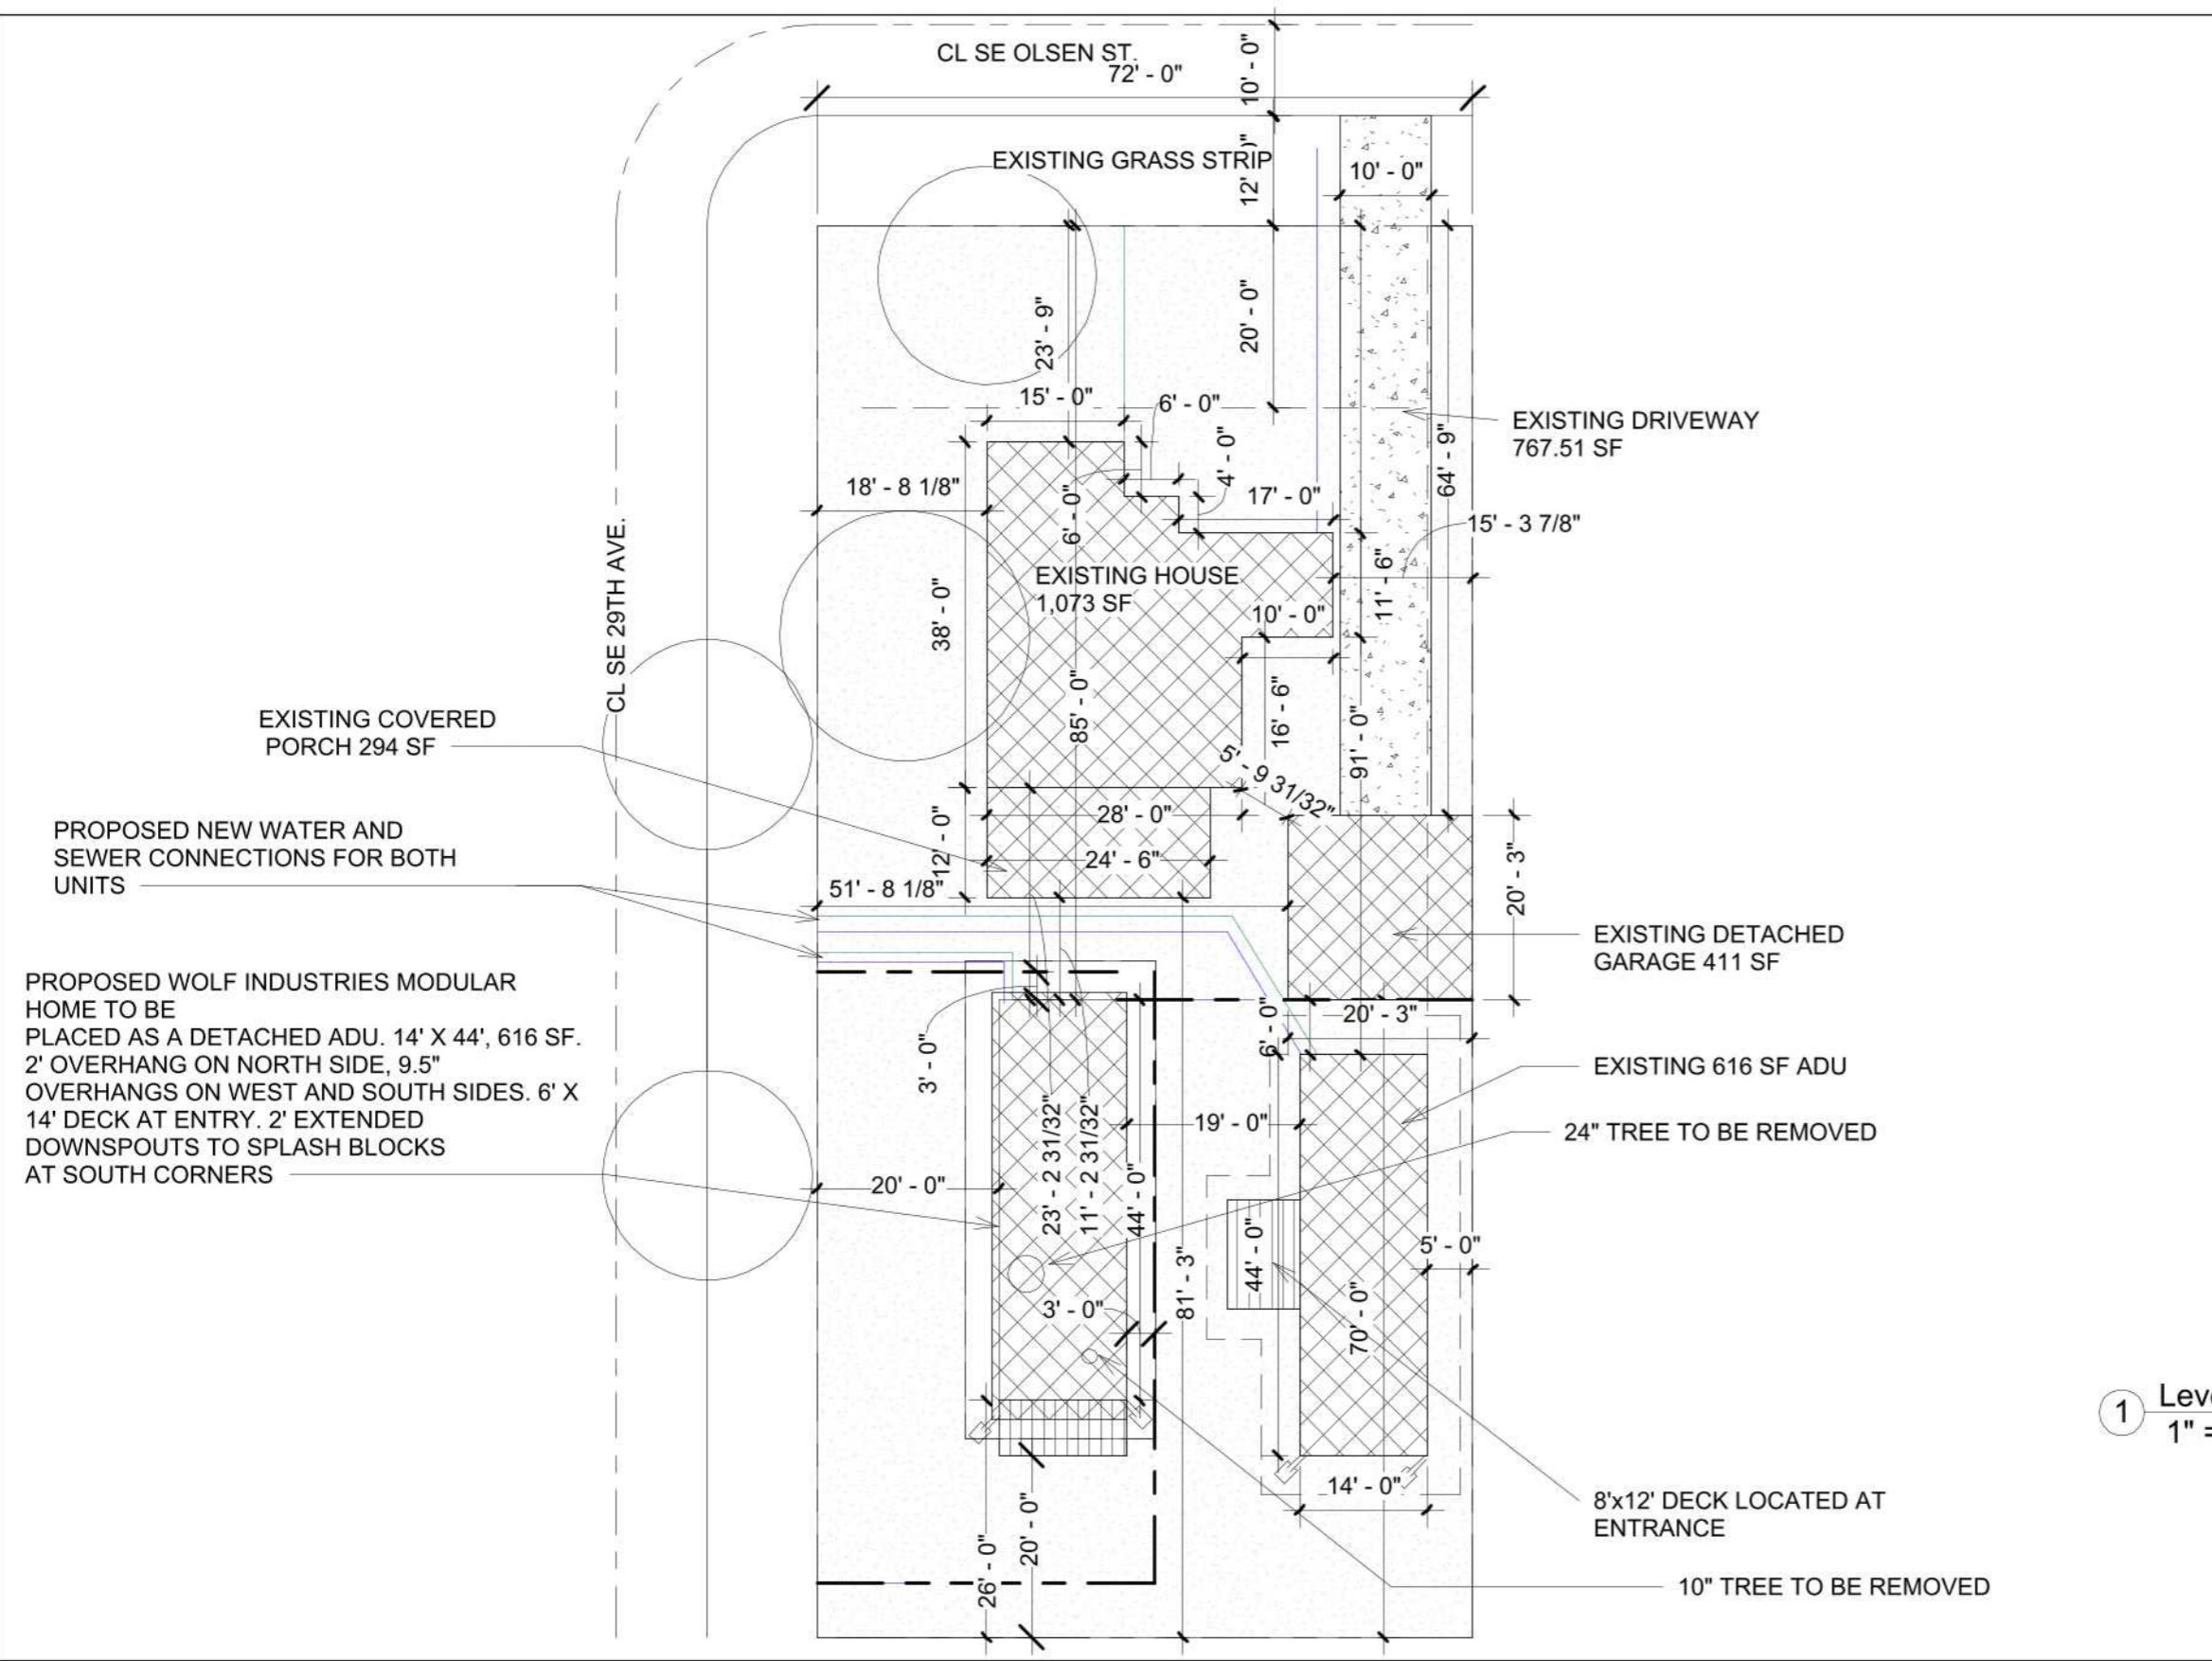 CL SE OLSEN ST.
72' - 0"
10' - 0"
EXISTING GRASS STRIP
10' - 0"
20' - 0"
23' - 9"
15' - 0"
6' - 0"
4' - 0"
EXISTING DRIVEWAY
767.51 SF
64' - 9"
18' - 8 1/8"
6' - 0"
17' - 0"
15' - 3 7/8"
CL SE 29TH AVE.
EXISTING HOUSE
1,073 SF
38' - 0"
10' - 0"
11' - 6"
85' - 0"
16' - 6"
91' - 0"
5' - 9 31/32"
EXISTING COVERED
PORCH 294 SF
28' - 0"
12' - 0"
24' - 6"
20' - 3"
PROPOSED NEW WATER AND
SEWER CONNECTIONS FOR BOTH
UNITS
51' - 8 1/8"
EXISTING DETACHED
GARAGE 411 SF
PROPOSED WOLF INDUSTRIES MODULAR
HOME TO BE
PLACED AS A DETACHED ADU. 14' X 44', 616 SF.
2' OVERHANG ON NORTH SIDE, 9.5"
OVERHANGS ON WEST AND SOUTH SIDES. 6' X
14' DECK AT ENTRY. 2' EXTENDED
DOWNSPOUTS TO SPLASH BLOCKS
AT SOUTH CORNERS
3' - 0"
6' - 0"
20' - 3"
EXISTING 616 SF ADU
24" TREE TO BE REMOVED
19' - 0"
23' - 2 31/32"
11' - 2 31/32"
44' - 0"
20' - 0"
81' - 3"
44' - 0"
5' - 0"
3' - 0"
70' - 0"
14' - 0"
8'x12' DECK LOCATED AT
ENTRANCE
26' - 0"
20' - 0"
10" TREE TO BE REMOVED
1
1" =